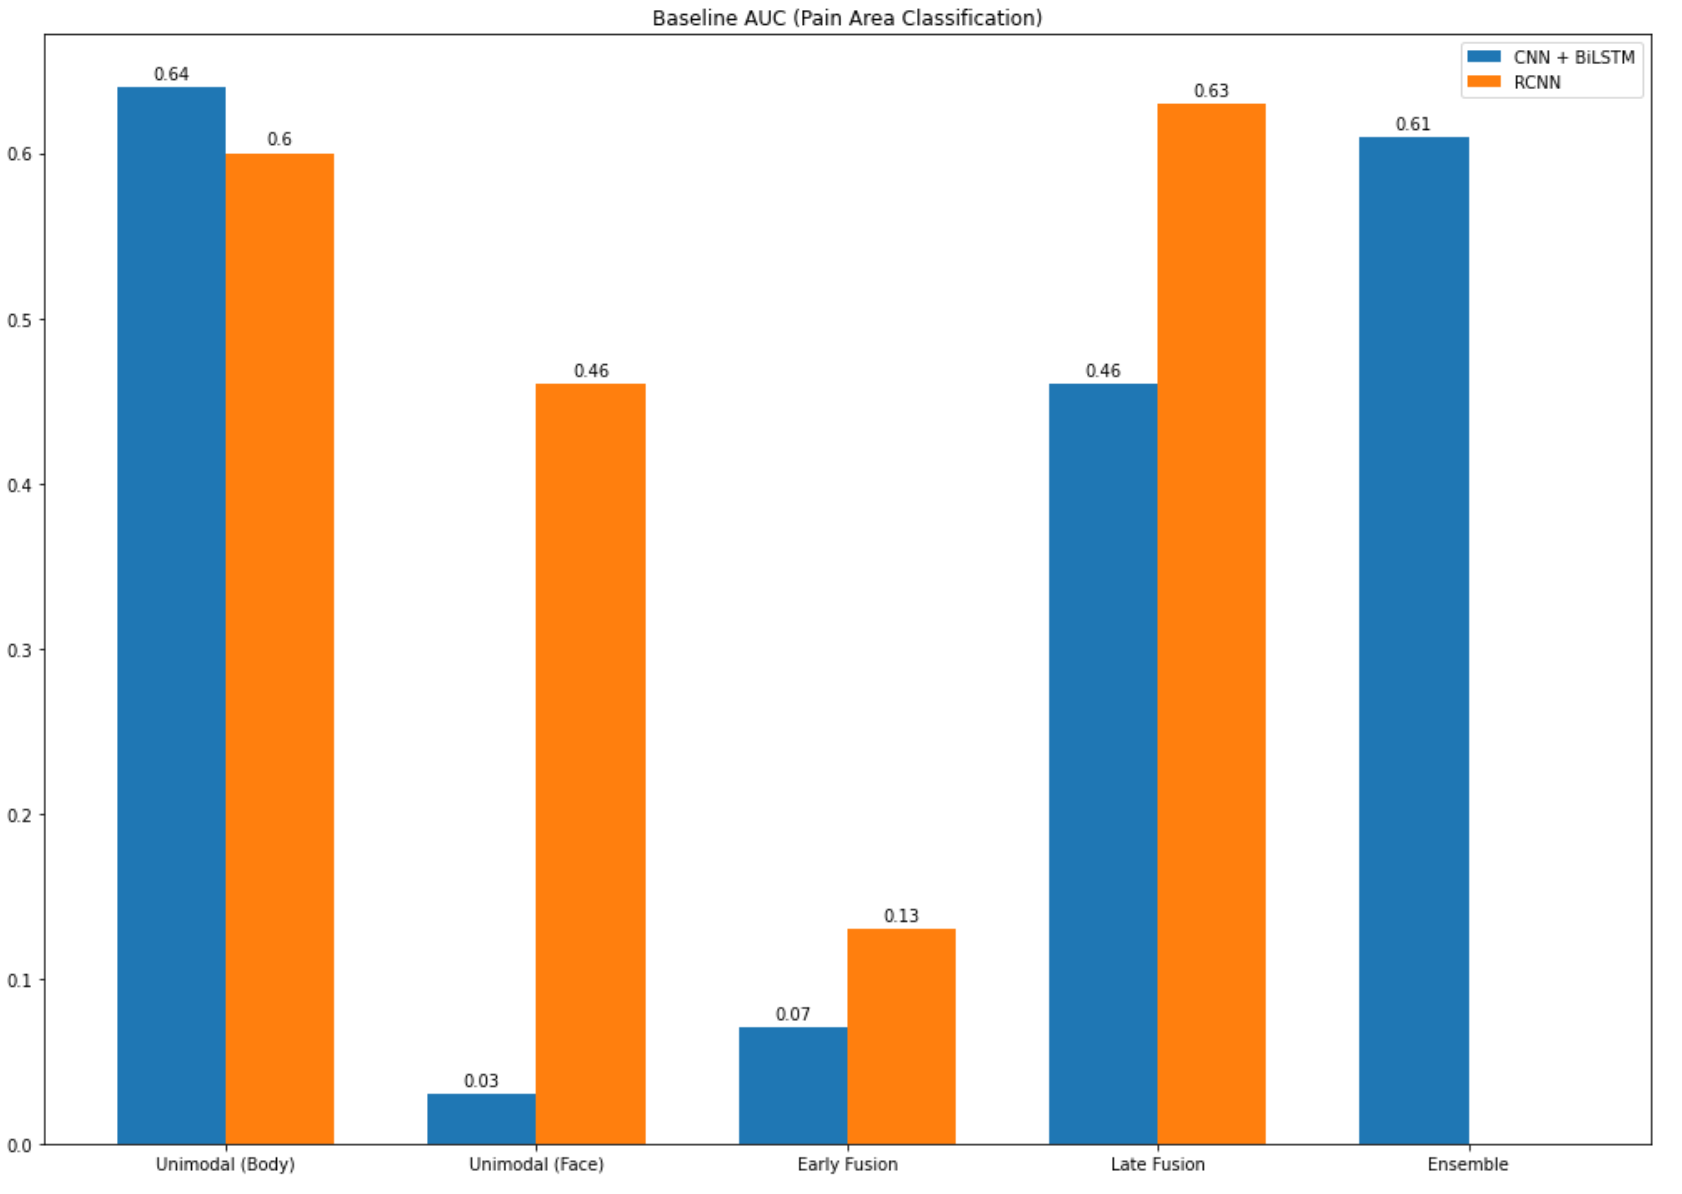 Baseline AUC (Pain Area Classification)
CNN + BiLSTM
RCNN
0.64
0.6
0.03
0.46
0.07
0.13
0.46
0.63
0.61
0.6
0.5
0.4
0.3
0.2
0.1
0.0
Unimodal (Body)
Unimodal (Face)
Early Fusion
Late Fusion
Ensemble